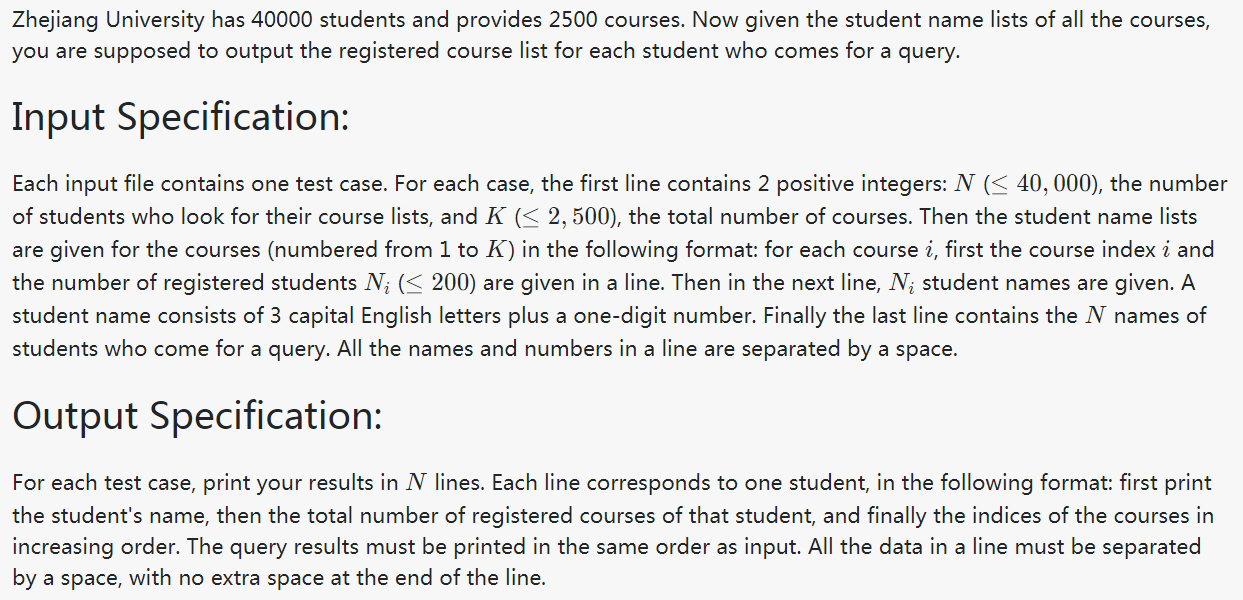 Zhejiang University has 40000 students and provides 2500 courses. Now given the student name lists of all the courses,
you are supposed to output the registered course list for each student who comes for a query.
Input Specification:
Each input file contains one test case. For each case, the first line contains 2 positive integers: N (≤ 40, 000), the number
of students who look for their course lists, and K (≤ 2, 500), the total number of courses. Then the student name lists
are given for the courses (numbered from 1 to K) in the following format: for each course i, first the course index i and
the number of registered students Nᵢ (≤ 200) are given in a line. Then in the next line, Nᵢ student names are given. A
student name consists of 3 capital English letters plus a one-digit number. Finally the last line contains the N names of
students who come for a query. All the names and numbers in a line are separated by a space.
Output Specification:
For each test case, print your results in N lines. Each line corresponds to one student, in the following format: first print
the student's name, then the total number of registered courses of that student, and finally the indices of the courses in
increasing order. The query results must be printed in the same order as input. All the data in a line must be separated
by a space, with no extra space at the end of the line.